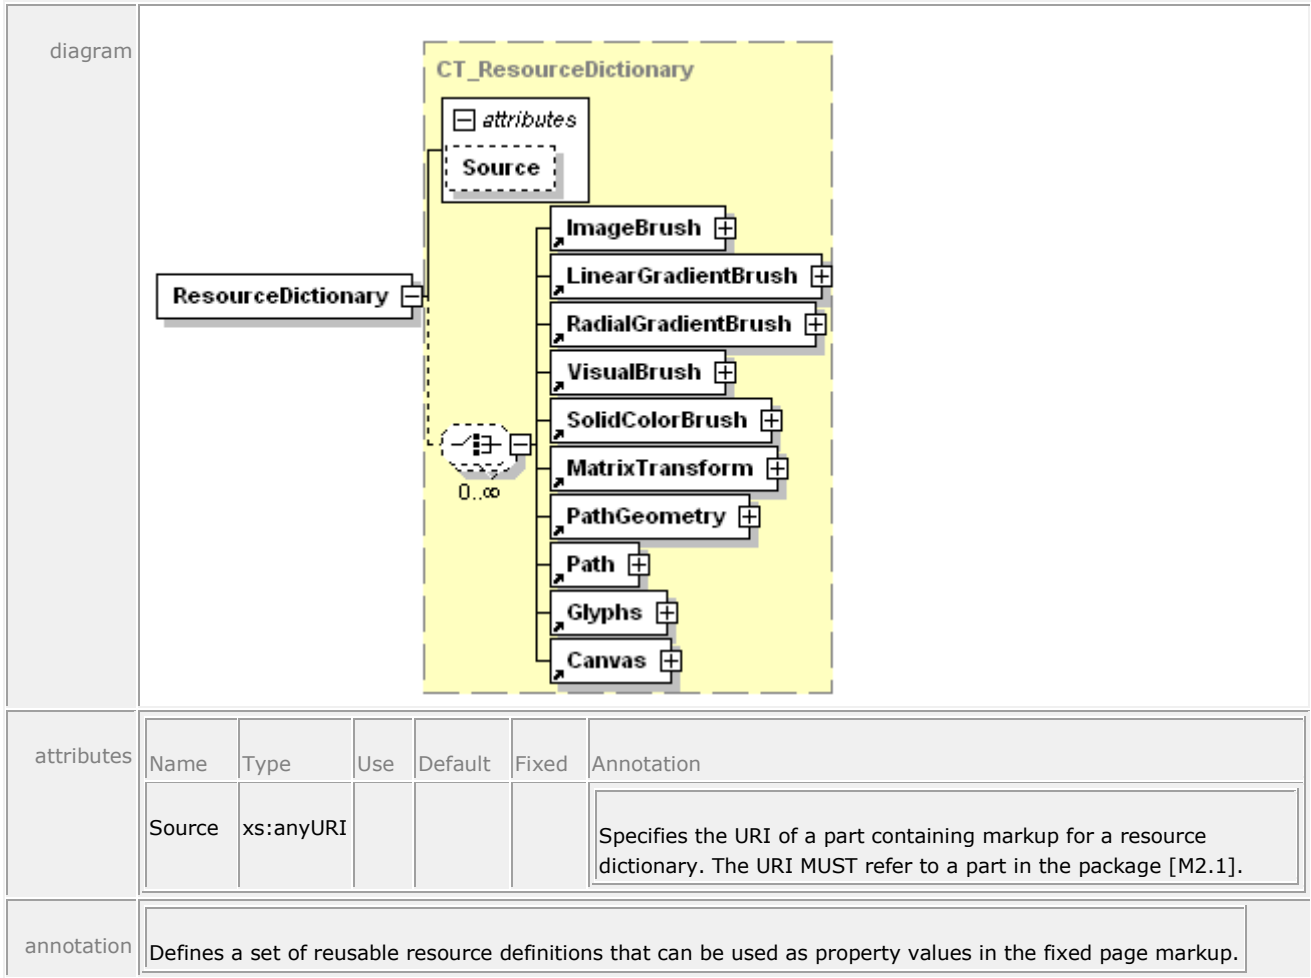 diagram
CT_ResourceDictionary
attributes
Source
ResourceDictionary
0..∞
ImageBrush
LinearGradientBrush
RadialGradientBrush
VisualBrush
SolidColorBrush
MatrixTransform
PathGeometry
Path
Glyphs
Canvas
attributes
Name Type Use Default Fixed Annotation
Source xs:anyURI
Specifies the URI of a part containing markup for a resource
dictionary. The URI MUST refer to a part in the package [M2.1].
annotation
Defines a set of reusable resource definitions that can be used as property values in the fixed page markup.